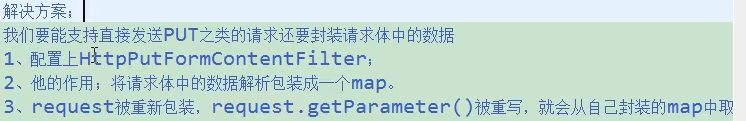 解决方案；
我们要能支持直接发送PUT之类的请求还要封装请求体中的数据
1、配置上HttpPutFormContentFilter；
2、他的作用；将请求体中的数据解析包装成一个map。
3、request被重新包装，request.getParameter()被重写，就会从自己封装的map中取